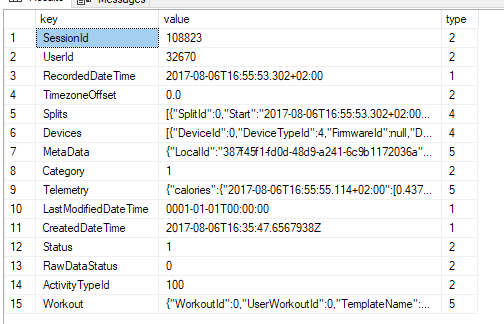 Messages
key value type
1 SessionId 108823 2
2 UserId 32670 2
3 RecordedDateTime 2017-08-06T16:55:53.302+02:00 1
4 TimezoneOffset 0.0 2
5 Splits [{"SplitId":0,"Start":"2017-08-06T16:55:53.302+02:00... 4
6 Devices [{"DeviceId":0,"DeviceTypeId":4,"FirmwareId":null,"D... 4
7 MetaData {"LocalId":"387f45f1-fd0d-48d9-a241-6c9b1172036a"... 5
8 Category 1 2
9 Telemetry {"calories":{"2017-08-06T16:55:55.114+02:00":[0.437... 5
10 LastModifiedDateTime 0001-01-01T00:00:00 1
11 CreatedDateTime 2017-08-06T16:35:47.6567938Z 1
12 Status 1 2
13 RawDataStatus 0 2
14 ActivityTypeId 100 2
15 Workout {"WorkoutId":0,"UserWorkoutId":0,"TemplateName":... 5